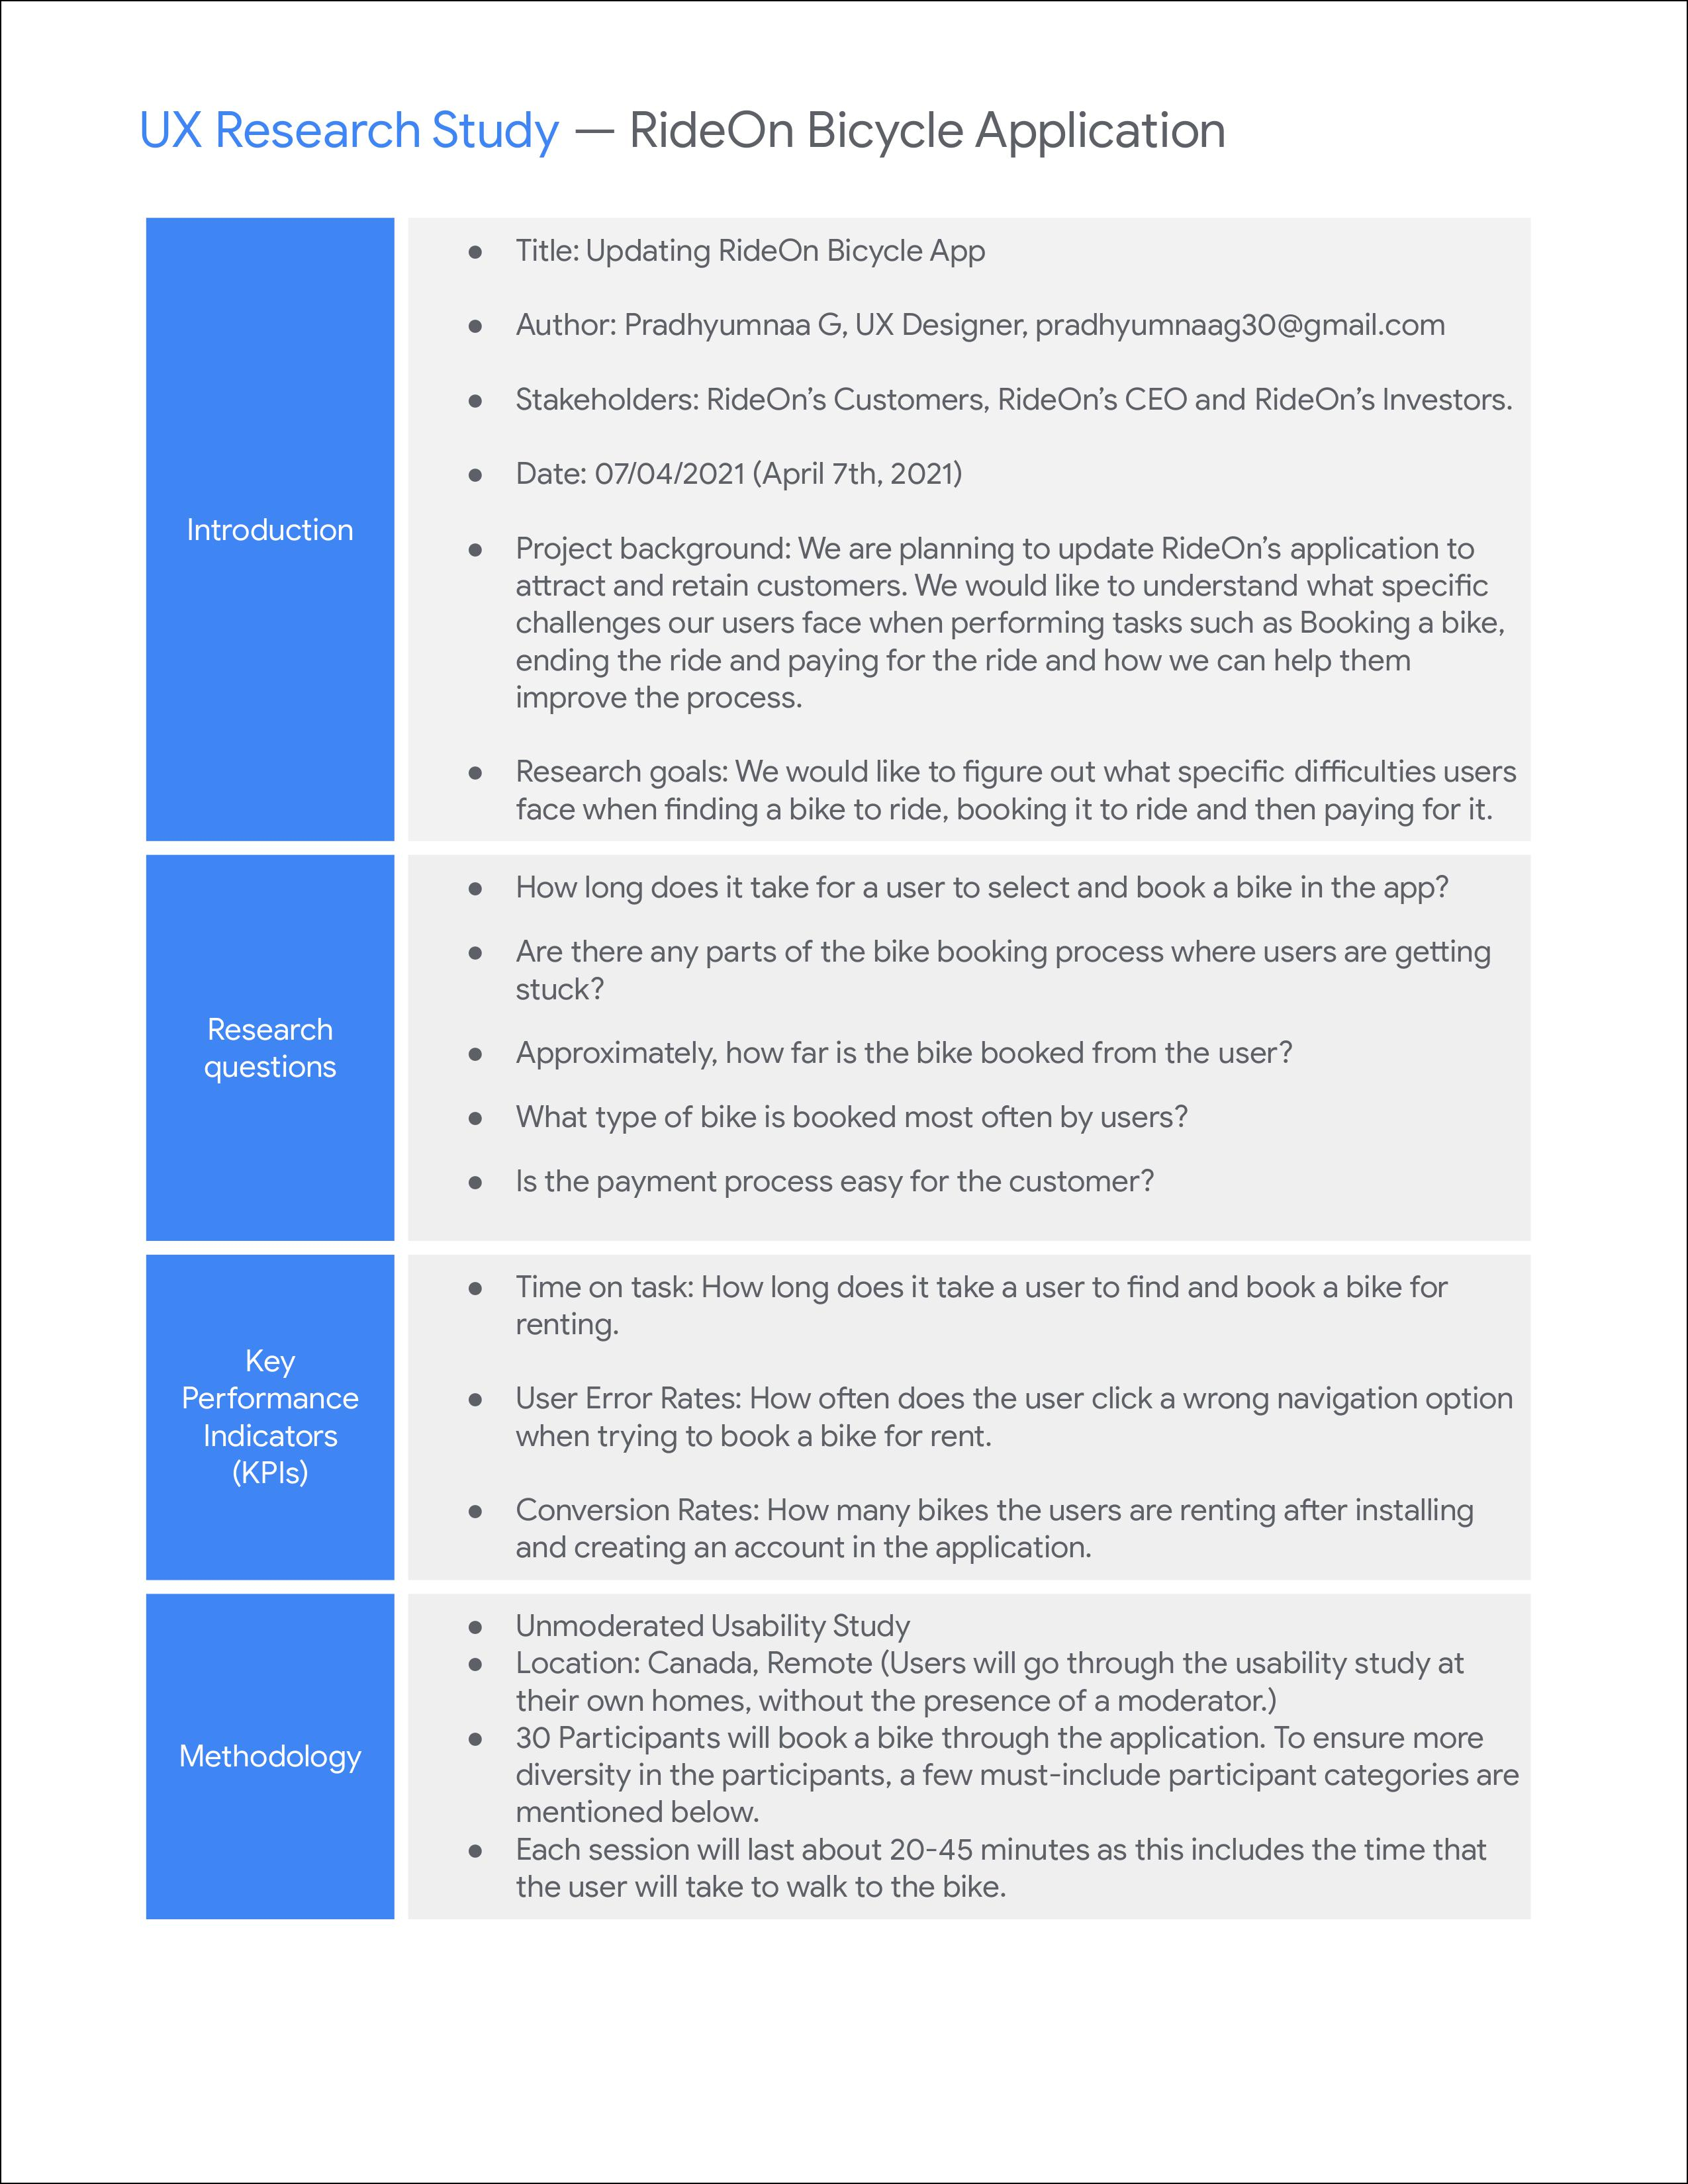 UX Research Study — RideOn Bicycle Application
Introduction
● Title: Updating RideOn Bicycle App
● Author: Pradhyumnaa G, UX Designer, pradhyumnaag30@gmail.com
● Stakeholders: RideOn’s Customers, RideOn’s CEO and RideOn’s Investors.
● Date: 07/04/2021 (April 7th, 2021)
● Project background: We are planning to update RideOn’s application to
attract and retain customers. We would like to understand what specific
challenges our users face when performing tasks such as Booking a bike,
ending the ride and paying for the ride and how we can help them
improve the process.
● Research goals: We would like to figure out what specific difficulties users
face when finding a bike to ride, booking it to ride and then paying for it.
Research
questions
● How long does it take for a user to select and book a bike in the app?
● Are there any parts of the bike booking process where users are getting
stuck?
● Approximately, how far is the bike booked from the user?
● What type of bike is booked most often by users?
● Is the payment process easy for the customer?
Key
Performance
Indicators
(KPIs)
● Time on task: How long does it take a user to find and book a bike for
renting.
● User Error Rates: How often does the user click a wrong navigation option
when trying to book a bike for rent.
● Conversion Rates: How many bikes the users are renting after installing
and creating an account in the application.
Methodology
● Unmoderated Usability Study
● Location: Canada, Remote (Users will go through the usability study at
their own homes, without the presence of a moderator.)
● 30 Participants will book a bike through the application. To ensure more
diversity in the participants, a few must-include participant categories are
mentioned below.
● Each session will last about 20-45 minutes as this includes the time that
the user will take to walk to the bike.